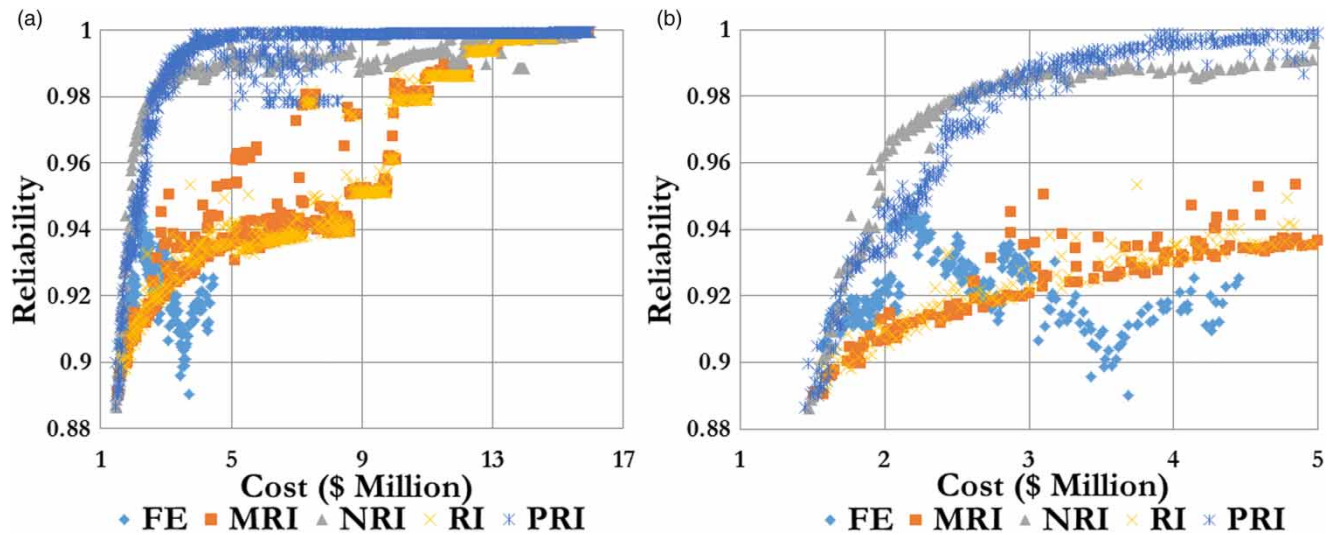 (a)
Reliability
1
0.98
0.96
0.94
0.92
0.9
0.88
1 5 9 13 17
Cost ($ Million)
FE MRI NRI RI PRI
(b)
Reliability
1
0.98
0.96
0.94
0.92
0.9
0.88
1 2 3 4 5
Cost ($ Million)
FE MRI NRI RI PRI